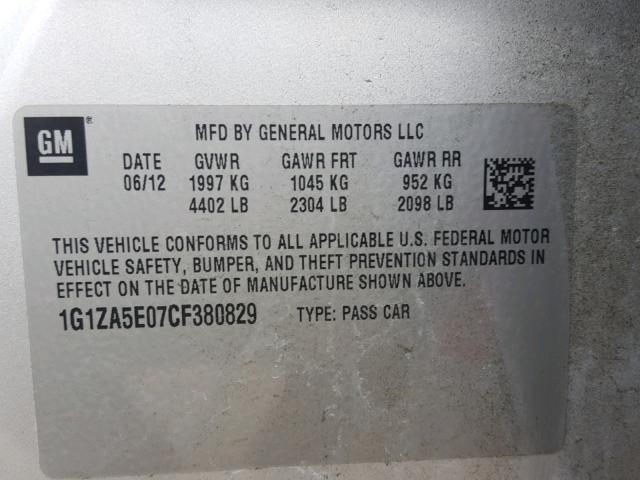 GM®
MFD BY GENERAL MOTORS LLC
DATE GVWR GAWR FRT GAWR RR
06/12 1997 KG 1045 KG 952 KG
4402 LB 2304 LB 2098 LB
THIS VEHICLE CONFORMS TO ALL APPLICABLE U.S. FEDERAL MOTOR
VEHICLE SAFETY, BUMPER, AND THEFT PREVENTION STANDARDS IN
EFFECT ON THE DATE OF MANUFACTURE SHOWN ABOVE.
1G1ZA5E07CF380829 TYPE: PASS CAR